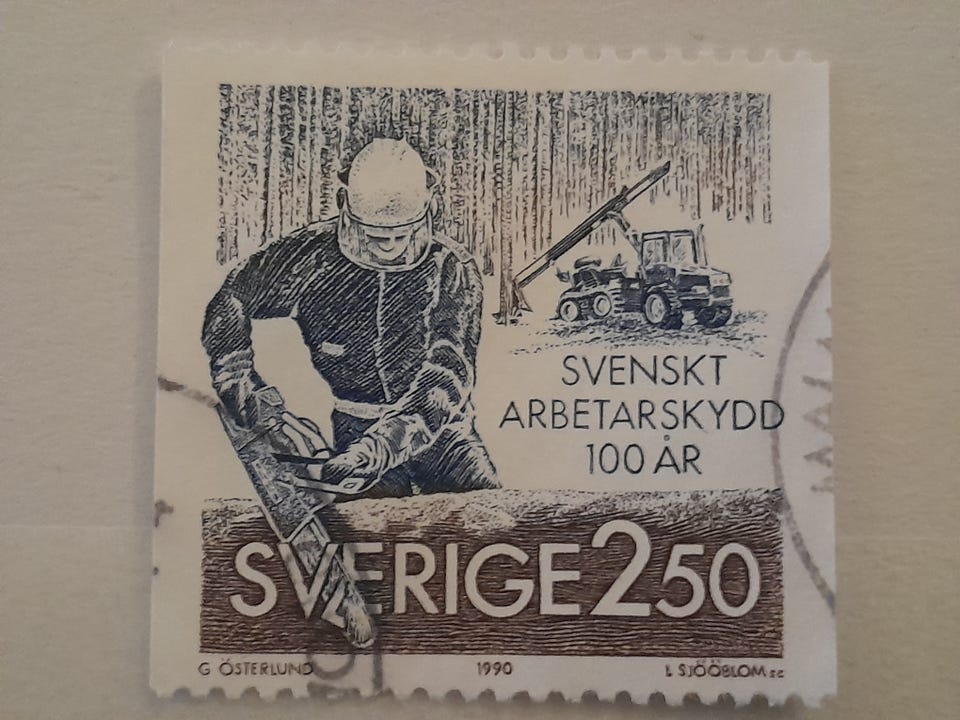 SVENSKT
ARBETARSKYDD
100 ÅR
SVERIGE 2 50
G ÖSTERLUND 1990 L SJÖÖBLOM sc